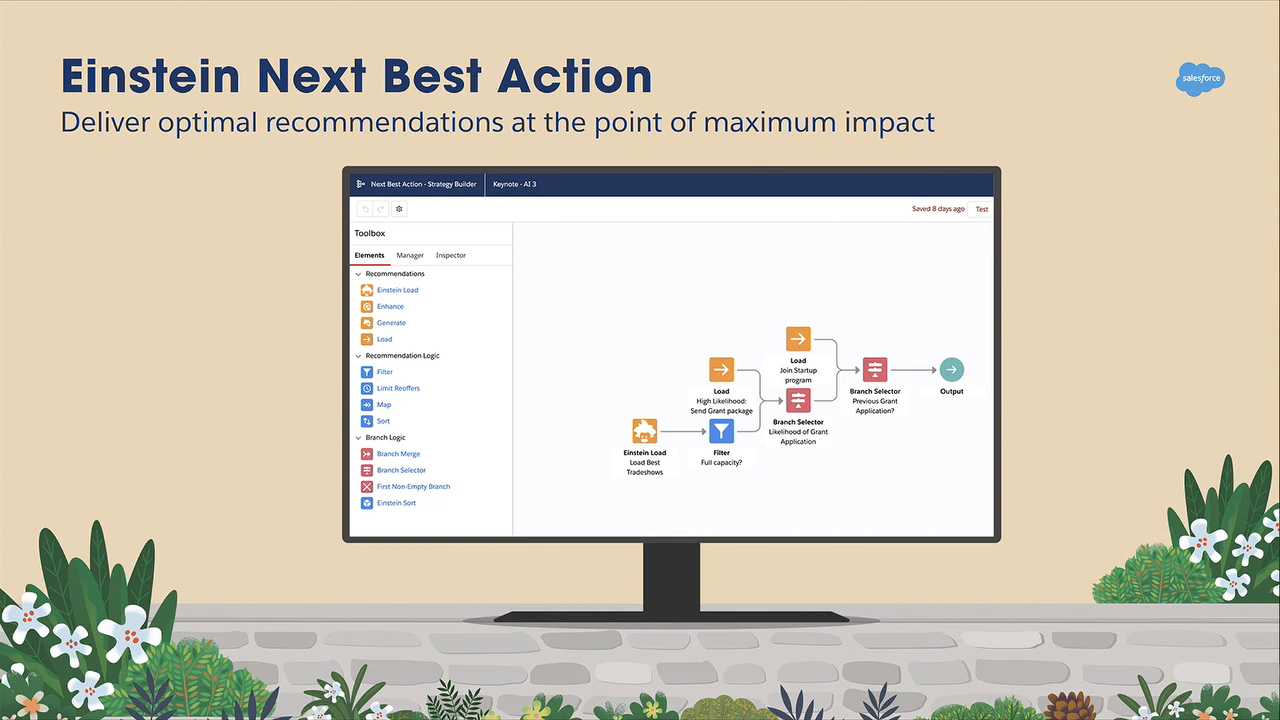 Einstein Next Best Action
Deliver optimal recommendations at the point of maximum impact
salesforce
Next Best Action - Strategy Builder
Keynote - AI 3
Saved 8 days ago
Test
Toolbox
Elements
Manager
Inspector
Recommendations
Einstein Load
Enhance
Generate
Load
Recommendation Logic
Filter
Limit Reoffers
Map
Sort
Branch Logic
Branch Merge
Branch Selector
First Non-Empty Branch
Einstein Sort
Einstein Load
Load Best
Tradeshows
Filter
Full capacity?
Load
High Likelihood:
Send Grant package
Load
Join Startup
program
Branch Selector
Likelihood of Grant
Application
Branch Selector
Previous Grant
Application?
Output